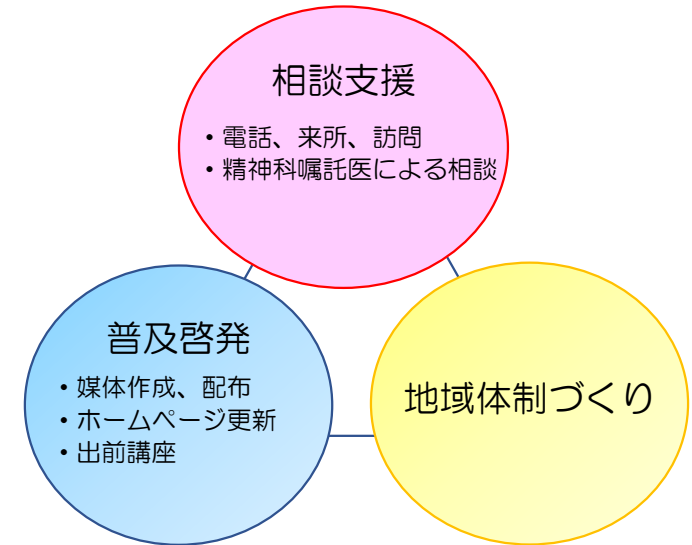 相談支援
・電話、来所、訪問
・精神科嘱託医による相談
普及啓発
・媒体作成、配布
・ホームページ更新
・出前講座
地域体制づくり